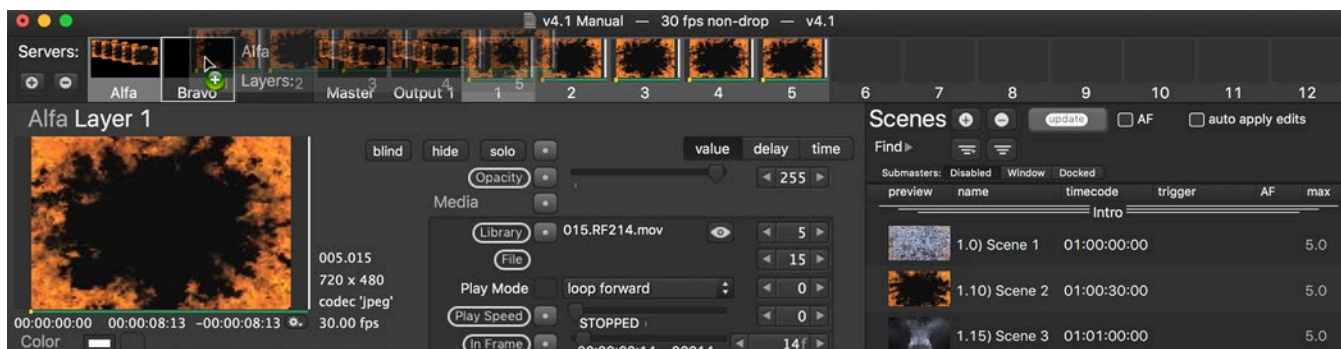 v4.1 Manual — 30 fps non-drop — v4.1
Servers: Alfa
Layers:2 3 4 5
Alfa Bravo Master Output 1 1 2 3 4 5 6 7 8 9 10 11 12
Alfa Layer 1
Scenes update AF auto apply edits
blind hide solo value delay time
Find
Opacity 255
Submasters: Disabled Window Docked
Media
preview name timecode trigger AF max
Intro
Library 015.RF214.mov 5
1.0) Scene 1 01:00:00:00 5.0
005.015
File 15
720 x 480
Play Mode loop forward 0
1.10) Scene 2 01:00:30:00 5.0
codec 'jpeg'
00:00:00:00 00:00:08:13 -00:00:08:13 30.00 fps
Play Speed STOPPED 0
1.15) Scene 3 01:01:00:00 5.0
Color
In Frame 00:00:00:14 00014 14f